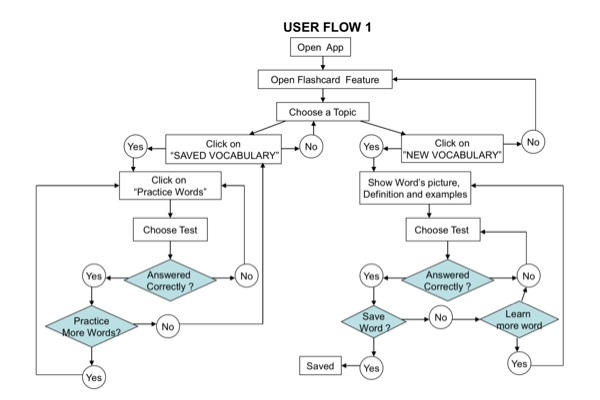 USER FLOW 1
Open App
Open Flashcard Feature
Choose a Topic
Yes
Click on
"SAVED VOCABULARY"
No
Yes
Click on
"NEW VOCABULARY"
No
Click on
"Practice Words"
Show Word's picture,
Definition and examples
Choose Test
Choose Test
Yes
Answered
Correctly ?
No
Yes
Answered
Correctly ?
No
Practice
More Words?
No
Save
Word ?
No
Learn
more word
Yes
Saved
Yes
Yes